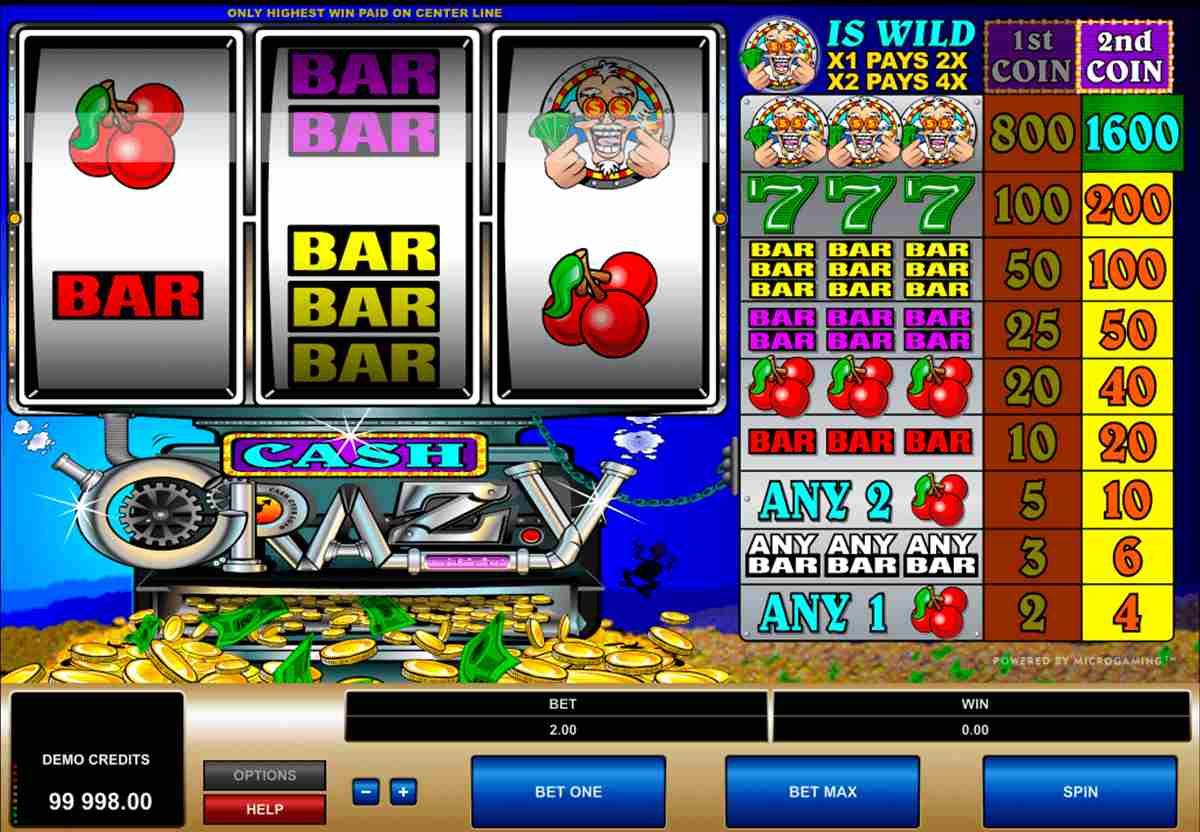 ONLY HIGHEST WIN PAID ON CENTER LINE
BAR
BAR
BAR
BAR
BAR
BAR
CASH
CRAZY
IS WILD
X1 PAYS 2X
X2 PAYS 4X
1st COIN
2nd COIN
800 1600
7 7 7 100 200
BAR BAR BAR
BAR BAR BAR 50 100
BAR BAR BAR
BAR BAR BAR 25 50
BAR BAR BAR
20 40
BAR BAR BAR 10 20
ANY 2 5 10
ANY ANY ANY 3 6
BAR BAR BAR
ANY 1 2 4
POWERED BY MICROGAMING™
BET
2.00
WIN
0.00
DEMO CREDITS
99 998.00
OPTIONS
HELP
- +
BET ONE
BET MAX
SPIN